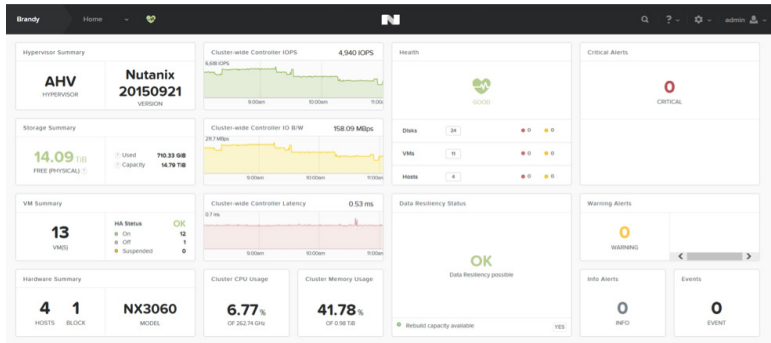 Brandy
Home
? admin
Hypervisor Summary
AHV
HYPERVISOR
Nutanix
20150921
VERSION
Cluster-wide Controller IOPS 4,940 IOPS
6,618 IOPS
9:00am 10:00am 11:00
Health
GOOD
Disks 24 0 0
VMs 11 0 0
Hosts 4 0 0
Critical Alerts
0
CRITICAL
Storage Summary
14.09 TiB
FREE (PHYSICAL)
Used 710.33 GiB
Capacity 14.79 TiB
Cluster-wide Controller IO B/W 158.09 MBps
9:00am 10:00am 11:00am
VM Summary
13
VM(S)
HA Status OK
On 12
Off 1
Suspended 0
Cluster-wide Controller Latency 0.53 ms
0.7 ms
9:00am 10:00am 11:00am
Data Resiliency Status
OK
Data Resiliency possible
Rebuild capacity available YES
Warning Alerts
0
WARNING
Hardware Summary
4
HOSTS
1
BLOCK
NX3060
MODEL
Cluster CPU Usage
6.77 %
OF 262.74 GHz
Cluster Memory Usage
41.78 %
OF 0.98 TiB
Info Alerts
0
INFO
Events
0
EVENT